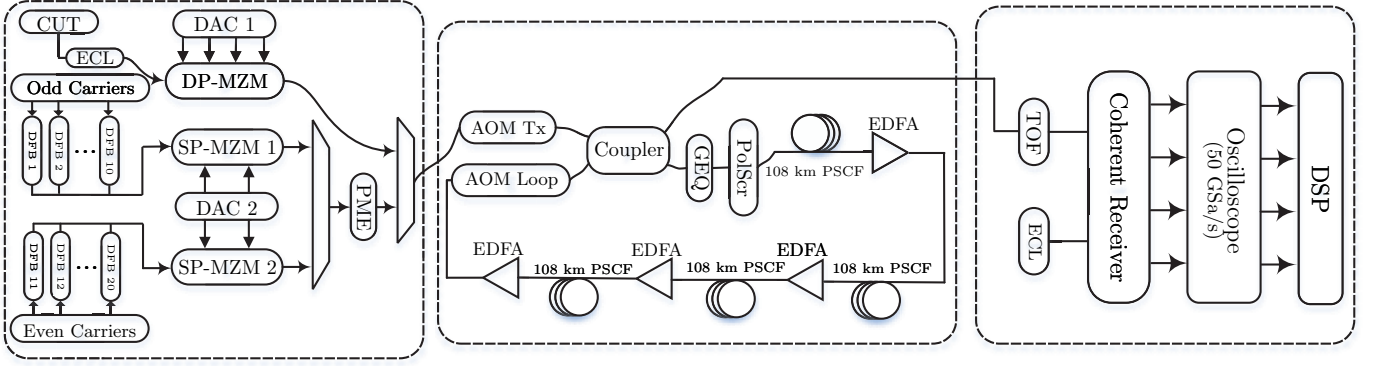 CUT
ECL
DAC 1
DP-MZM
Odd Carriers
DFB 1
DFB 2
...
DFB 10
SP-MZM 1
DAC 2
SP-MZM 2
DFB 11
DFB 12
...
DFB 20
Even Carriers
PME
AOM Tx
AOM Loop
Coupler
GEQ
PolScr
108 km PSCF
EDFA
EDFA
108 km PSCF
EDFA
108 km PSCF
EDFA
108 km PSCF
TOF
ECL
Coherent Receiver
Oscilloscope
(50 GSa/s)
DSP